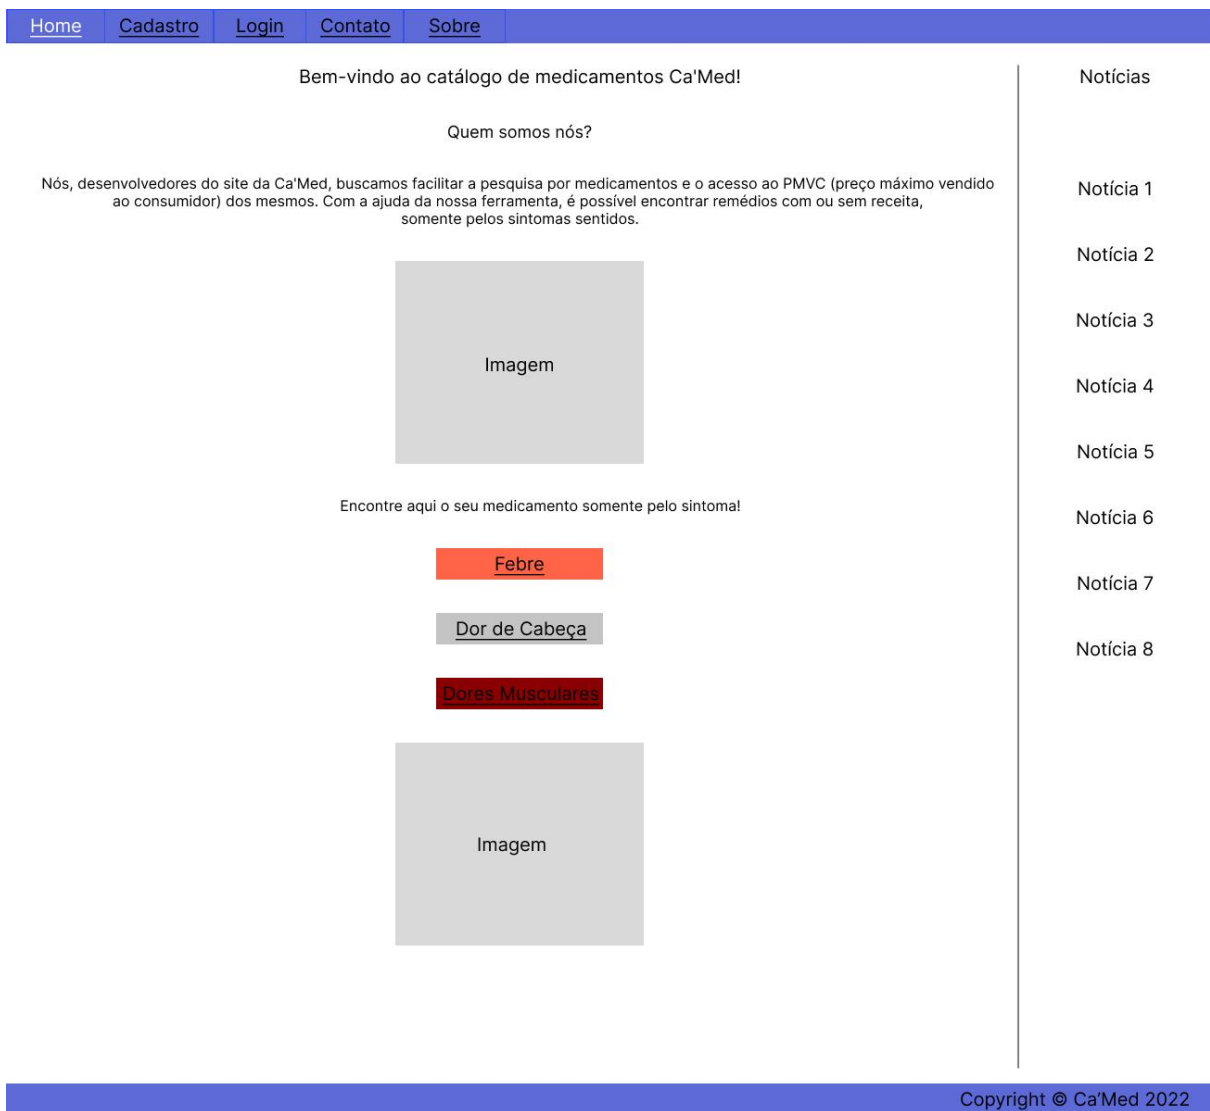 Home Cadastro Login Contato Sobre
Bem-vindo ao catálogo de medicamentos Ca'Med!
Quem somos nós?
Nós, desenvolvedores do site da Ca'Med, buscamos facilitar a pesquisa por medicamentos e o acesso ao PMVC (preço máximo vendido
ao consumidor) dos mesmos. Com a ajuda da nossa ferramenta, é possível encontrar remédios com ou sem receita,
somente pelos sintomas sentidos.
Imagem
Encontre aqui o seu medicamento somente pelo sintoma!
Febre
Dor de Cabeça
Dores Musculares
Imagem
Notícias
Notícia 1
Notícia 2
Notícia 3
Notícia 4
Notícia 5
Notícia 6
Notícia 7
Notícia 8
Copyright © Ca’Med 2022